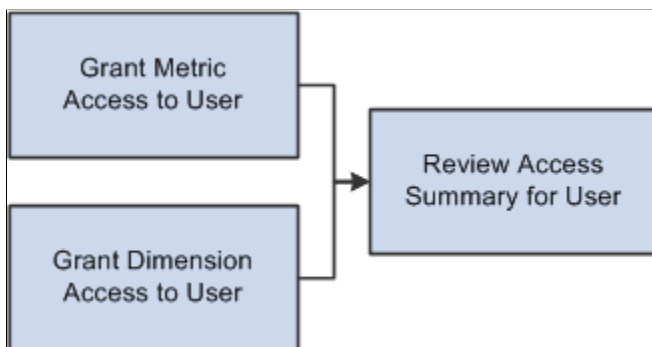 Grant Metric
Access to User
Grant Dimension
Access to User
Review Access
Summary for User